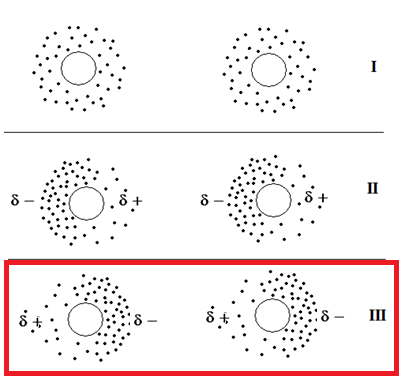 I
δ − δ + δ − δ + II
δ + δ − δ + δ − III